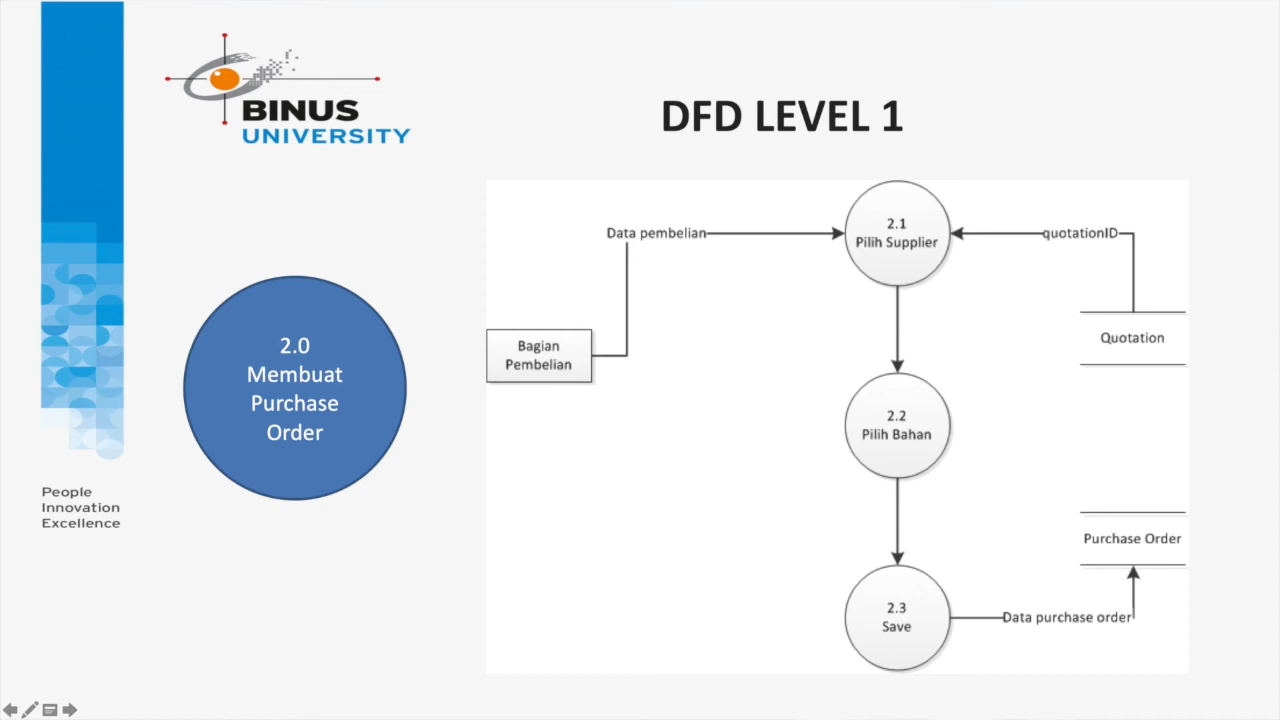 BINUS
UNIVERSITY
DFD LEVEL 1
People
Innovation
Excellence
2.0
Membuat
Purchase
Order
Data pembelian
2.1
Pilih Supplier
quotationID
Bagian
Pembelian
Quotation
2.2
Pilih Bahan
Purchase Order
2.3
Save
Data purchase order